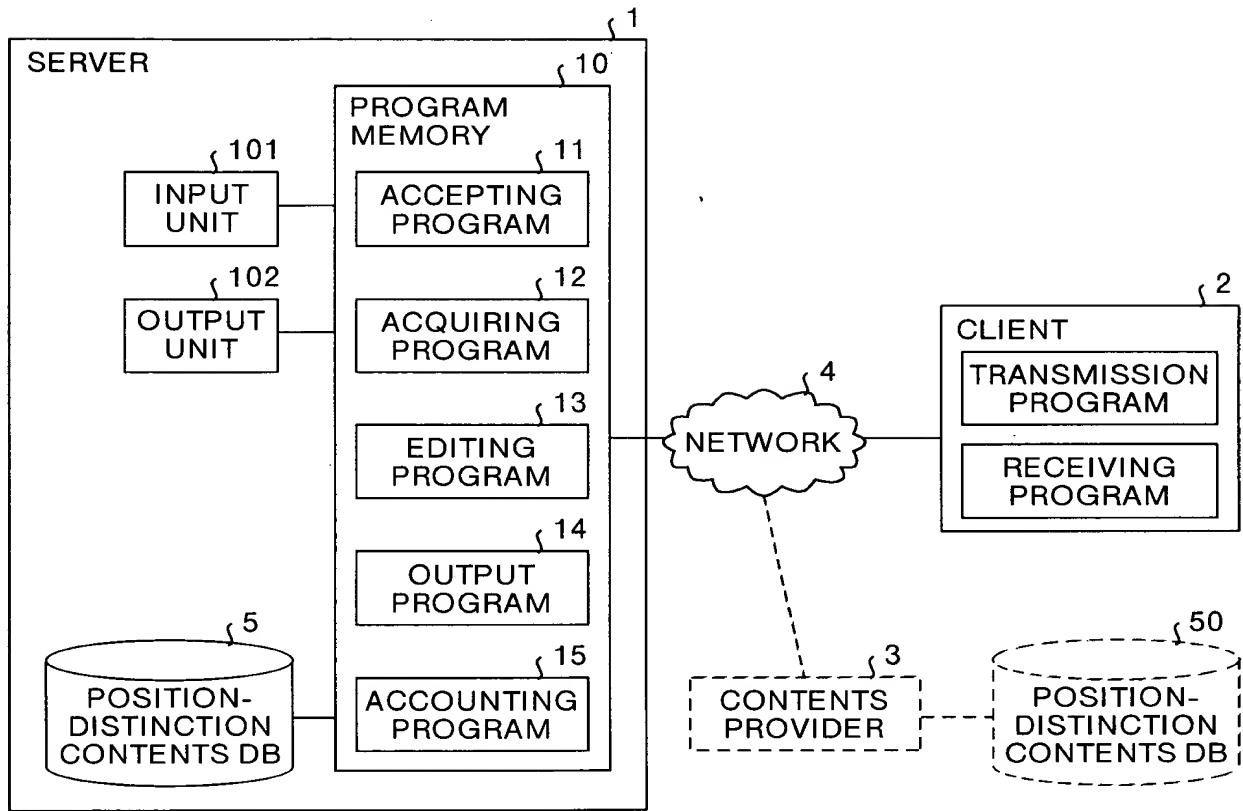 1
SERVER
10
PROGRAM
MEMORY
101
INPUT
UNIT
11
ACCEPTING
PROGRAM
102
OUTPUT
UNIT
12
ACQUIRING
PROGRAM
13
EDITING
PROGRAM
14
OUTPUT
PROGRAM
5
POSITION-
DISTINCTION
CONTENTS DB
15
ACCOUNTING
PROGRAM
4
NETWORK
2
CLIENT
TRANSMISSION
PROGRAM
RECEIVING
PROGRAM
3
CONTENTS
PROVIDER
50
POSITION-
DISTINCTION
CONTENTS DB